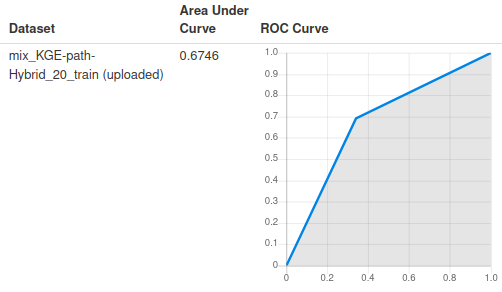 Dataset
Area Under
Curve
ROC Curve
mix_KGE-path-
Hybrid_20_train (uploaded)
0.6746
1.0
0.9
0.8
0.7
0.6
0.5
0.4
0.3
0.2
0.1
0
0 0.2 0.4 0.6 0.8 1.0